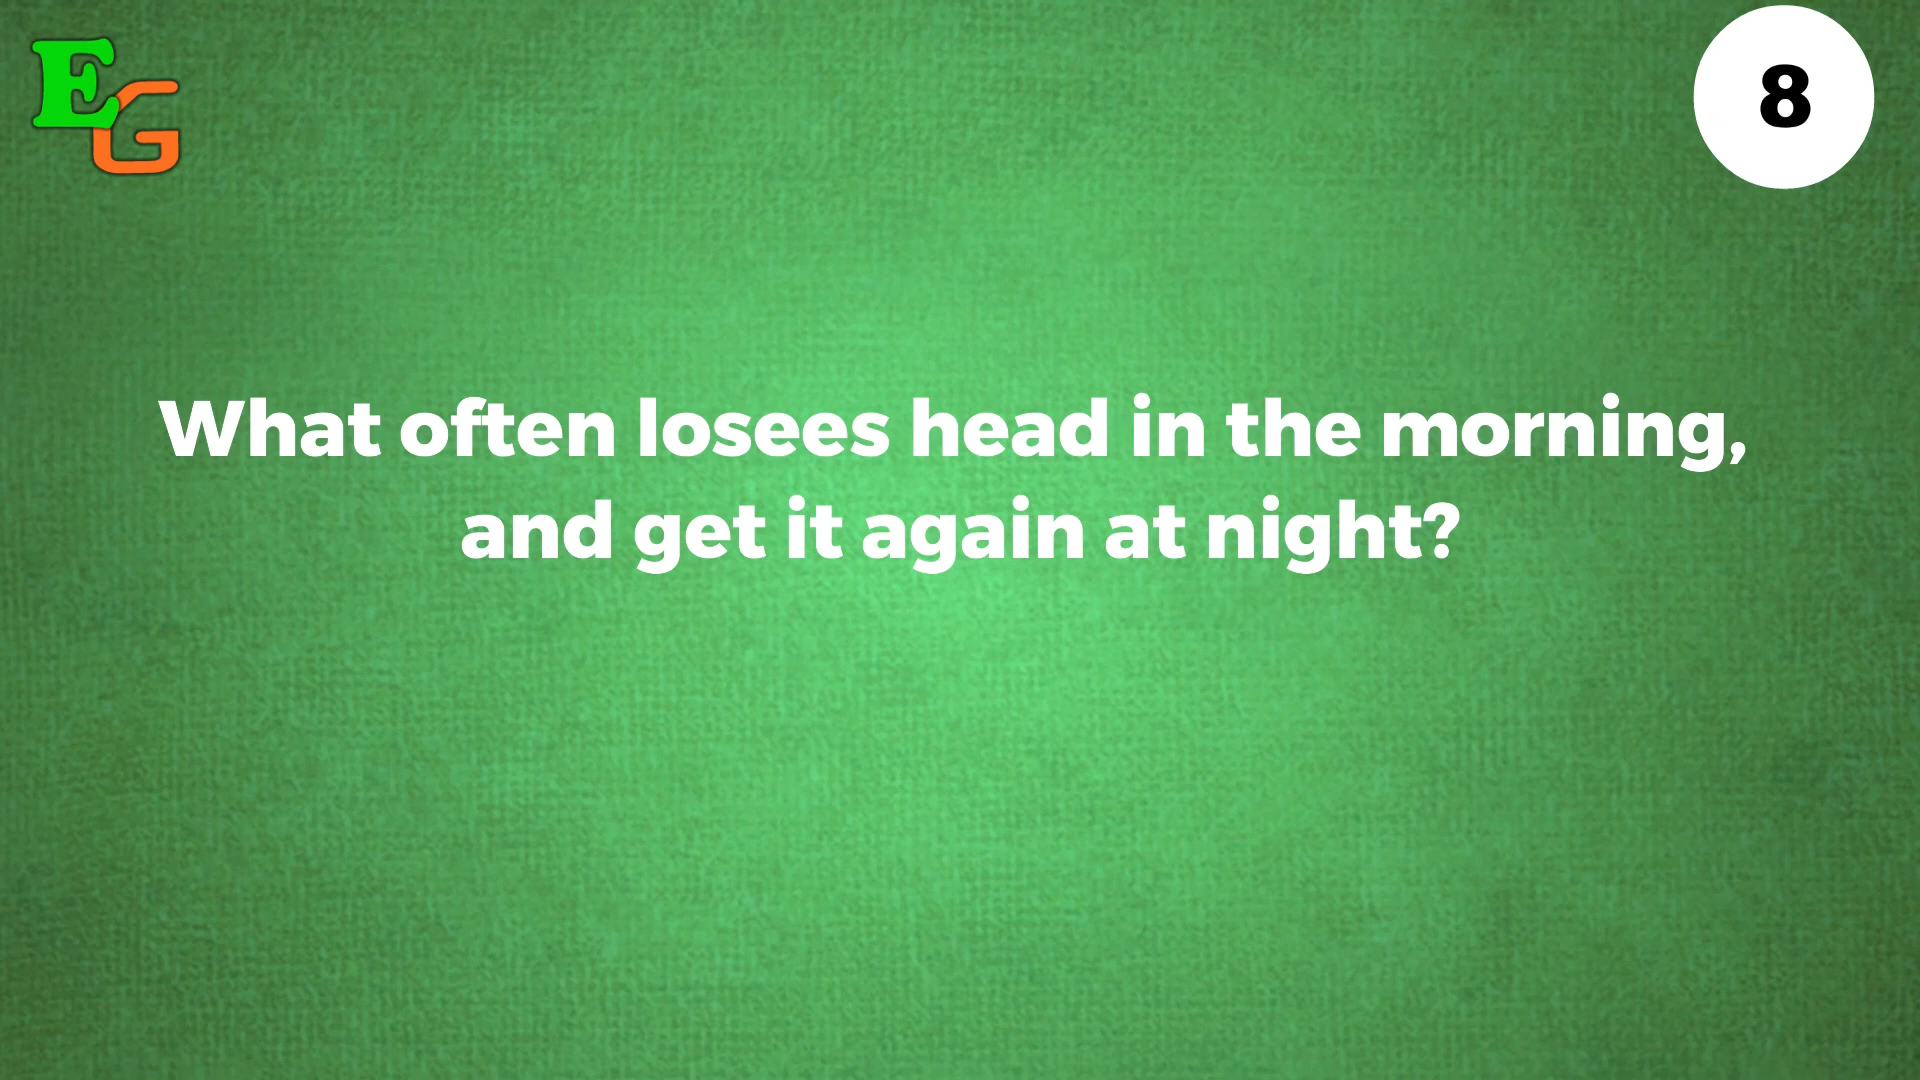 EG
8
What often losees head in the morning,
and get it again at night?